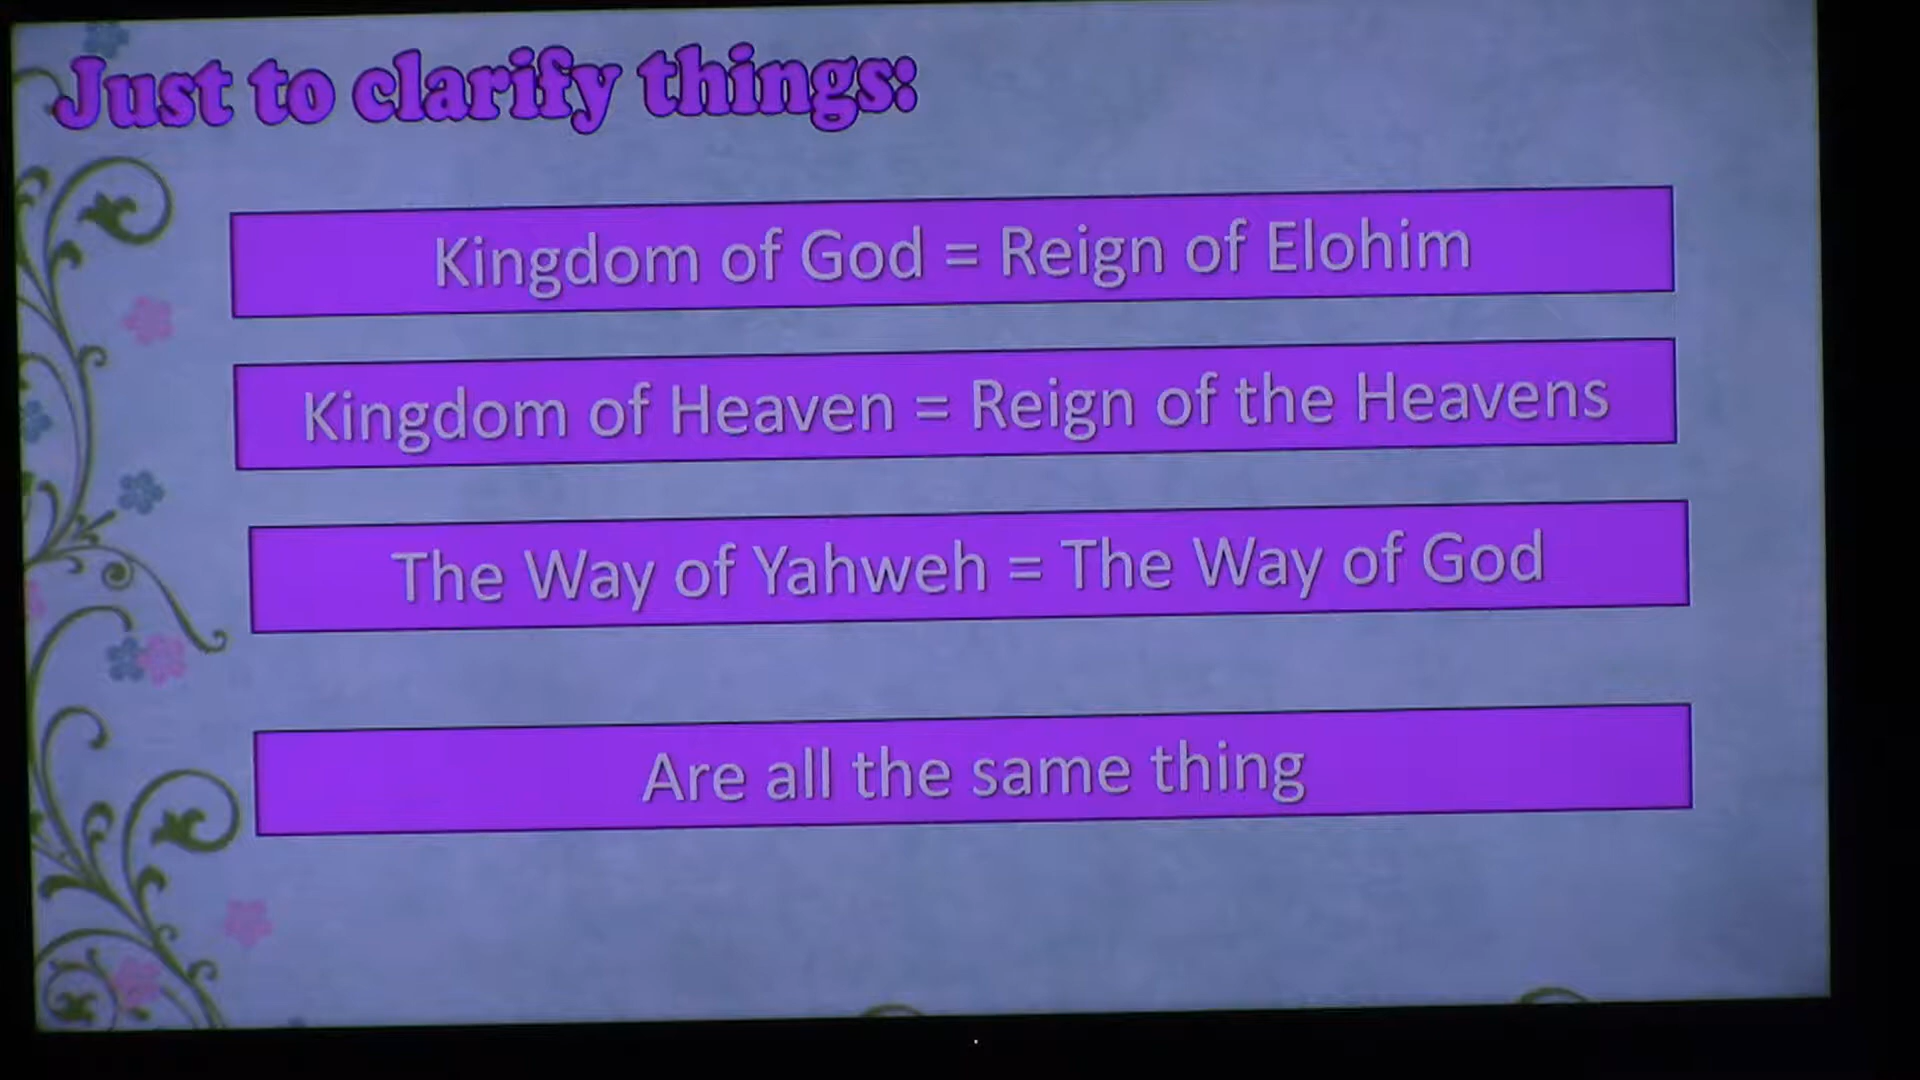 Just to clarify things:
Kingdom of God = Reign of Elohim
Kingdom of Heaven = Reign of the Heavens
The Way of Yahweh = The Way of God
Are all the same thing